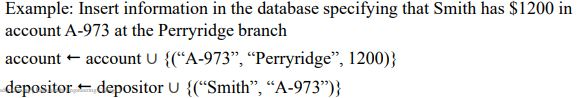 Example: Insert information in the database specifying that Smith has $1200 in
account A-973 at the Perryridge branch
account ← account ∪ {(“A-973”, “Perryridge”, 1200)}
depositor ← depositor ∪ {(“Smith”, “A-973”)}